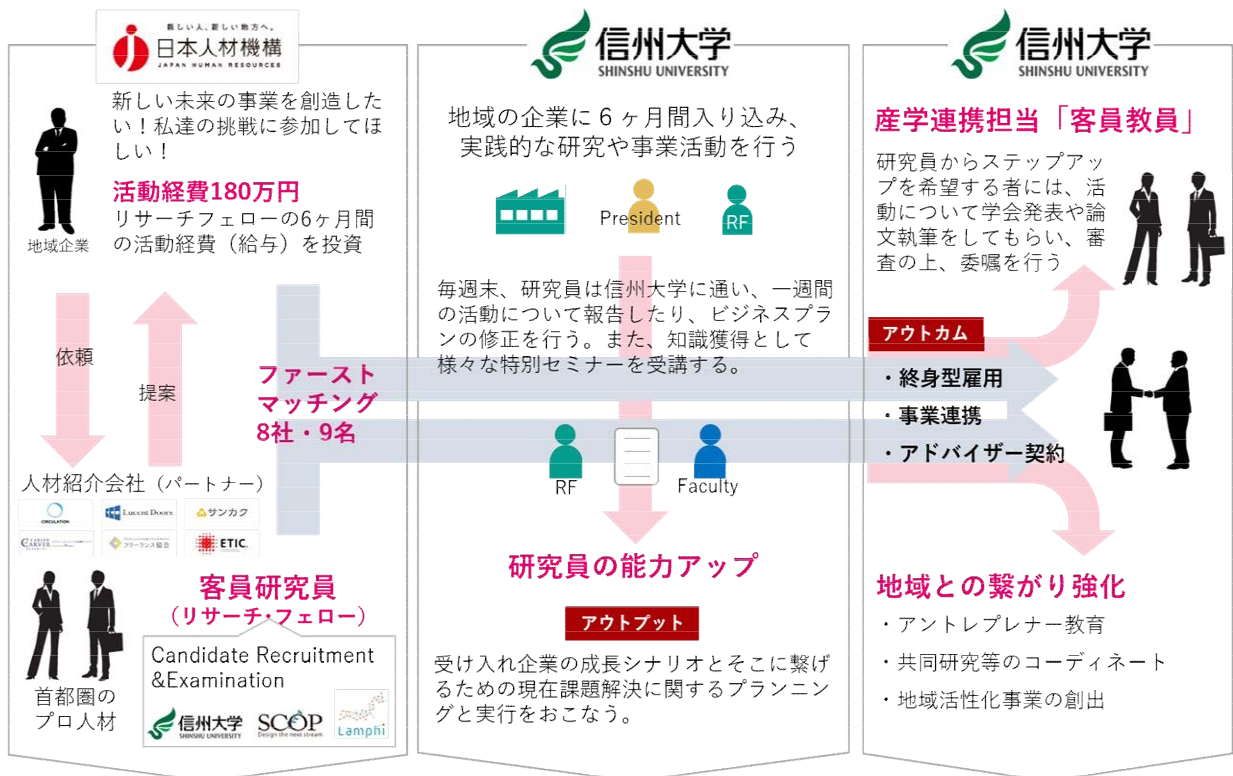 新しい人、新しい地方へ。
日本人材機構
JAPAN HUMAN RESOURCES
新しい未来の事業を創造した
い！私達の挑戦に参加してほ
しい！
活動経費180万円
リサーチフェローの6ヶ月間
の活動経費（給与）を投資
地域企業
依頼
提案
ファースト
マッチング
8社・9名
人材紹介会社（パートナー）
CIRCULATION
LUCENT DOORS
サンカク
CAREER CARVER
フリーランス協会
ETIC.
客員研究員
（リサーチ・フェロー）
首都圏の
プロ人材
Candidate Recruitment
&Examination
信州大学
SHINSHU UNIVERSITY
SCOP
Design the next stream
Lamphi
信州大学
SHINSHU UNIVERSITY
地域の企業に6ヶ月間入り込み、
実践的な研究や事業活動を行う
President
RF
毎週末、研究員は信州大学に通い、一週間
の活動について報告したり、ビジネスプラ
ンの修正を行う。また、知識獲得として
様々な特別セミナーを受講する。
RF
Faculty
研究員の能力アップ
アウトプット
受け入れ企業の成長シナリオとそこに繋げ
るための現在課題解決に関するプランニン
グと実行をおこなう。
信州大学
SHINSHU UNIVERSITY
産学連携担当「客員教員」
研究員からステップアッ
プを希望する者には、活
動について学会発表や論
文執筆をしてもらい、審
査の上、委嘱を行う
アウトカム
・終身型雇用
・事業連携
・アドバイザー契約
地域との繋がり強化
・アントレプレナー教育
・共同研究等のコーディネート
・地域活性化事業の創出